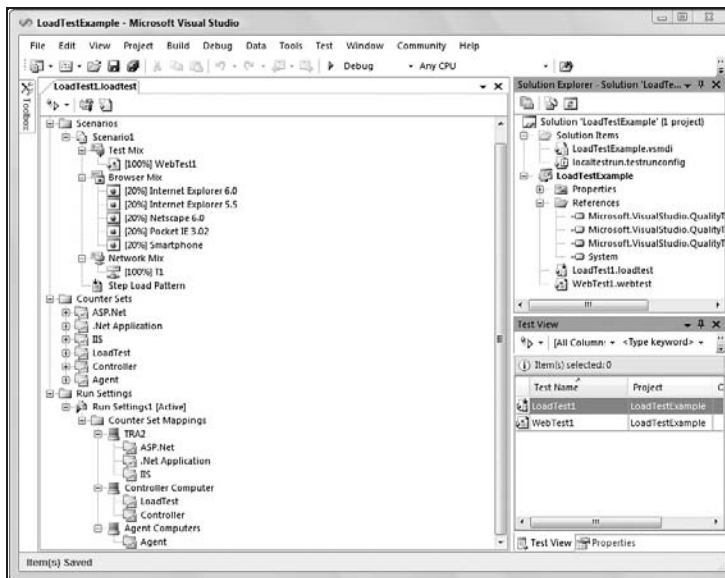 LoadTestExample - Microsoft Visual Studio
File Edit View Project Build Debug Data Tools Test Window Community Help
Debug Any CPU
Toolbox
LoadTest1.loadtest
Scenarios
Scenario1
Test Mix
[100%] WebTest1
Browser Mix
[20%] Internet Explorer 6.0
[20%] Internet Explorer 5.5
[20%] Netscape 6.0
[20%] Pocket IE 3.02
[20%] Smartphone
Network Mix
[100%] T1
Step Load Pattern
Counter Sets
ASP.Net
.Net Application
IIS
LoadTest
Controller
Agent
Run Settings
Run Settings1 [Active]
Counter Set Mappings
TRA2
ASP.Net
.Net Application
IIS
Controller Computer
LoadTest
Controller
Agent Computers
Agent
Solution Explorer - Solution 'LoadTe...
Solution 'LoadTestExample' (1 project)
Solution Items
LoadTestExample.vsmdi
localtestrun.testrunconfig
LoadTestExample
Properties
References
Microsoft.VisualStudio.QualityT
Microsoft.VisualStudio.QualityT
Microsoft.VisualStudio.QualityT
System
LoadTest1.loadtest
WebTest1.webtest
Test View
[All Column: <Type keyword>
Item(s) selected: 0
Test Name Project C
LoadTest1 LoadTestExample
WebTest1 LoadTestExample
Test View Properties
Item(s) Saved